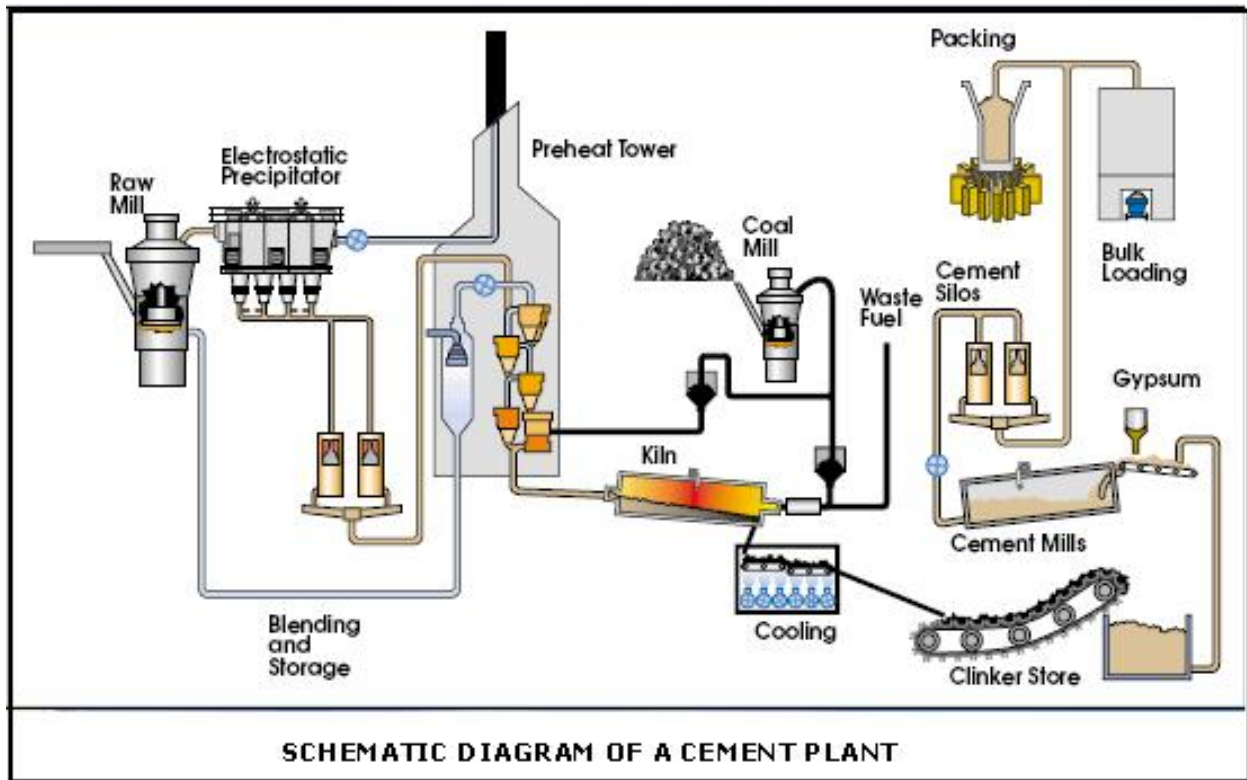 Packing
Preheat Tower
Electrostatic
Precipitator
Raw
Mill
Coal
Mill
Bulk
Loading
Cement
Silos
Waste
Fuel
Gypsum
Kiln
Cement Mills
Blending
and
Storage
Cooling
Clinker Store
SCHEMATIC DIAGRAM OF A CEMENT PLANT